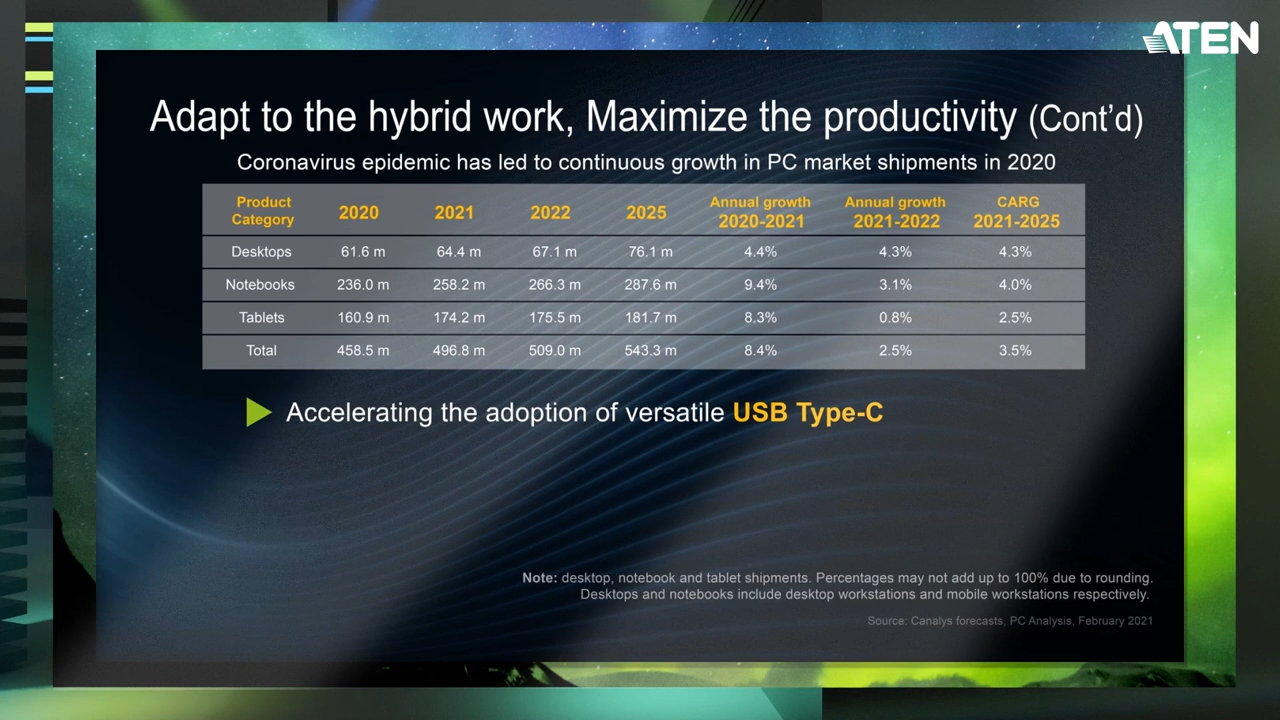 ATEN
Adapt to the hybrid work, Maximize the productivity (Cont'd)
Coronavirus epidemic has led to continuous growth in PC market shipments in 2020
Product Category 2020 2021 2022 2025 Annual growth 2020-2021 Annual growth 2021-2022 CARG 2021-2025
Desktops 61.6 m 64.4 m 67.1 m 76.1 m 4.4% 4.3% 4.3%
Notebooks 236.0 m 258.2 m 266.3 m 287.6 m 9.4% 3.1% 4.0%
Tablets 160.9 m 174.2 m 175.5 m 181.7 m 8.3% 0.8% 2.5%
Total 458.5 m 496.8 m 509.0 m 543.3 m 8.4% 2.5% 3.5%
Accelerating the adoption of versatile USB Type-C
Note: desktop, notebook and tablet shipments. Percentages may not add up to 100% due to rounding.
Desktops and notebooks include desktop workstations and mobile workstations respectively.
Source: Canalys forecasts, PC Analysis, February 2021